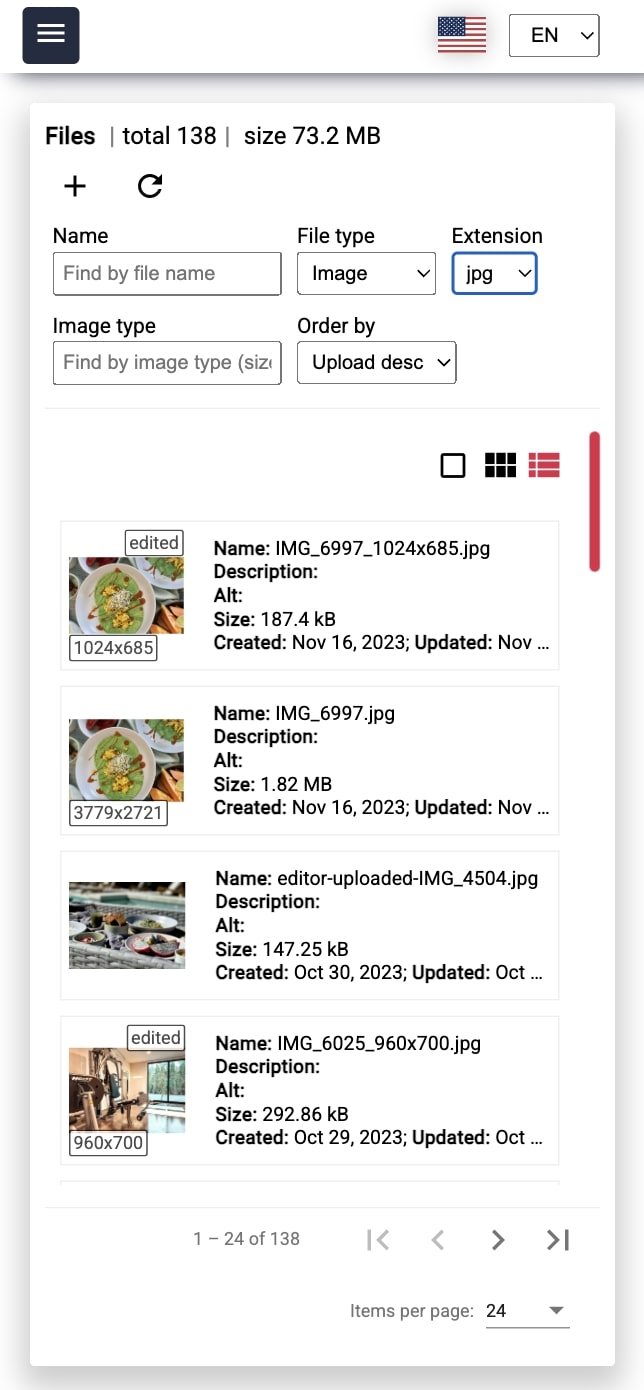 EN
Files | total 138 | size 73.2 MB
Name File type Extension
Find by file name Image jpg
Image type Order by
Find by image type (size Upload desc
edited
1024x685
Name: IMG_6997_1024x685.jpg
Description:
Alt:
Size: 187.4 kB
Created: Nov 16, 2023; Updated: Nov ...
3779x2721
Name: IMG_6997.jpg
Description:
Alt:
Size: 1.82 MB
Created: Nov 16, 2023; Updated: Nov ...
Name: editor-uploaded-IMG_4504.jpg
Description:
Alt:
Size: 147.25 kB
Created: Oct 30, 2023; Updated: Oct ...
edited
960x700
Name: IMG_6025_960x700.jpg
Description:
Alt:
Size: 292.86 kB
Created: Oct 29, 2023; Updated: Oct ...
1 – 24 of 138
Items per page: 24